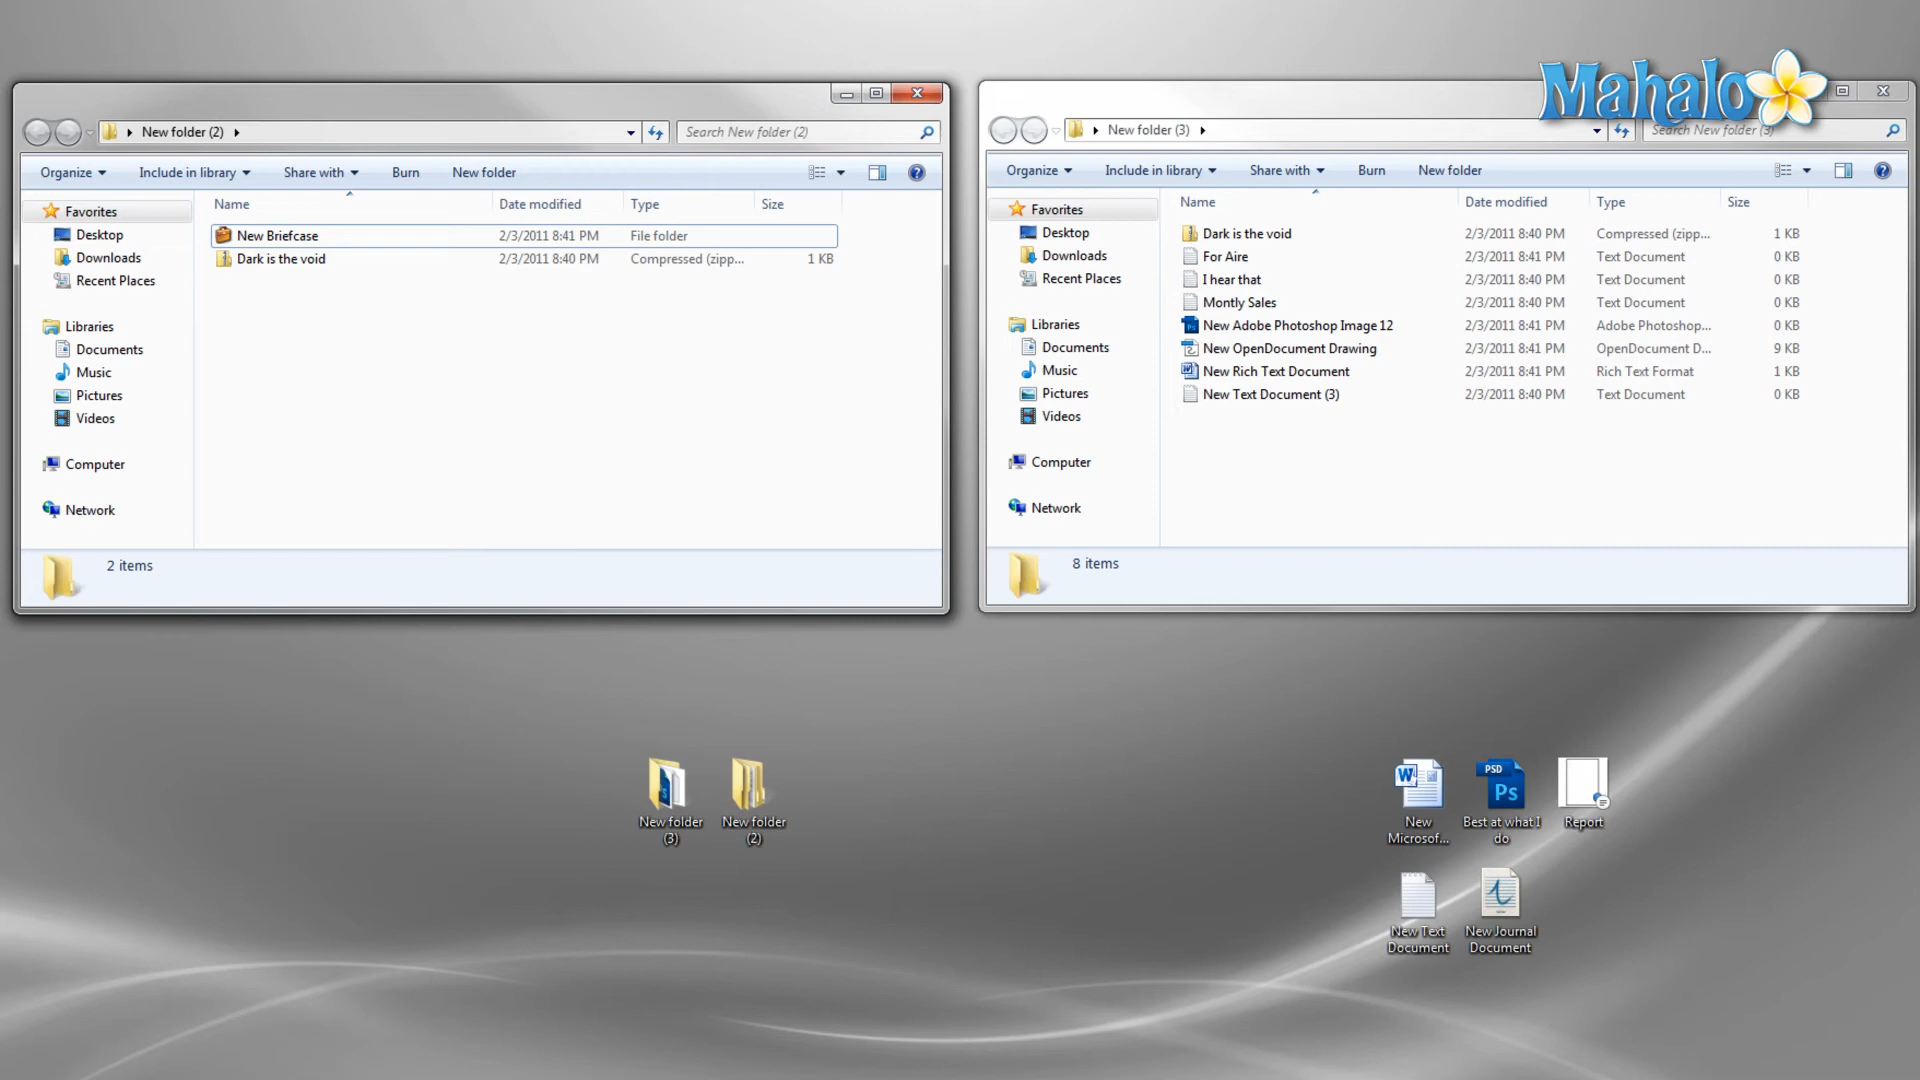 Mahalo
New folder (2)
Search New folder (2)
Organize Include in library Share with Burn New folder
Favorites
Desktop
Downloads
Recent Places
Libraries
Documents
Music
Pictures
Videos
Computer
Network
Name Date modified Type Size
New Briefcase 2/3/2011 8:41 PM File folder
Dark is the void 2/3/2011 8:40 PM Compressed (zipp... 1 KB
2 items
New folder (3)
Search New folder (3)
Organize Include in library Share with Burn New folder
Favorites
Desktop
Downloads
Recent Places
Libraries
Documents
Music
Pictures
Videos
Computer
Network
Name Date modified Type Size
Dark is the void 2/3/2011 8:40 PM Compressed (zipp... 1 KB
For Aire 2/3/2011 8:41 PM Text Document 0 KB
I hear that 2/3/2011 8:40 PM Text Document 0 KB
Montly Sales 2/3/2011 8:40 PM Text Document 0 KB
New Adobe Photoshop Image 12 2/3/2011 8:41 PM Adobe Photoshop... 0 KB
New OpenDocument Drawing 2/3/2011 8:41 PM OpenDocument D... 9 KB
New Rich Text Document 2/3/2011 8:41 PM Rich Text Format 1 KB
New Text Document (3) 2/3/2011 8:40 PM Text Document 0 KB
8 items
New folder
(3)
New folder
(2)
W
New
Microsof...
PSD
Ps
Best at what I
do
Report
New Text
Document
New Journal
Document